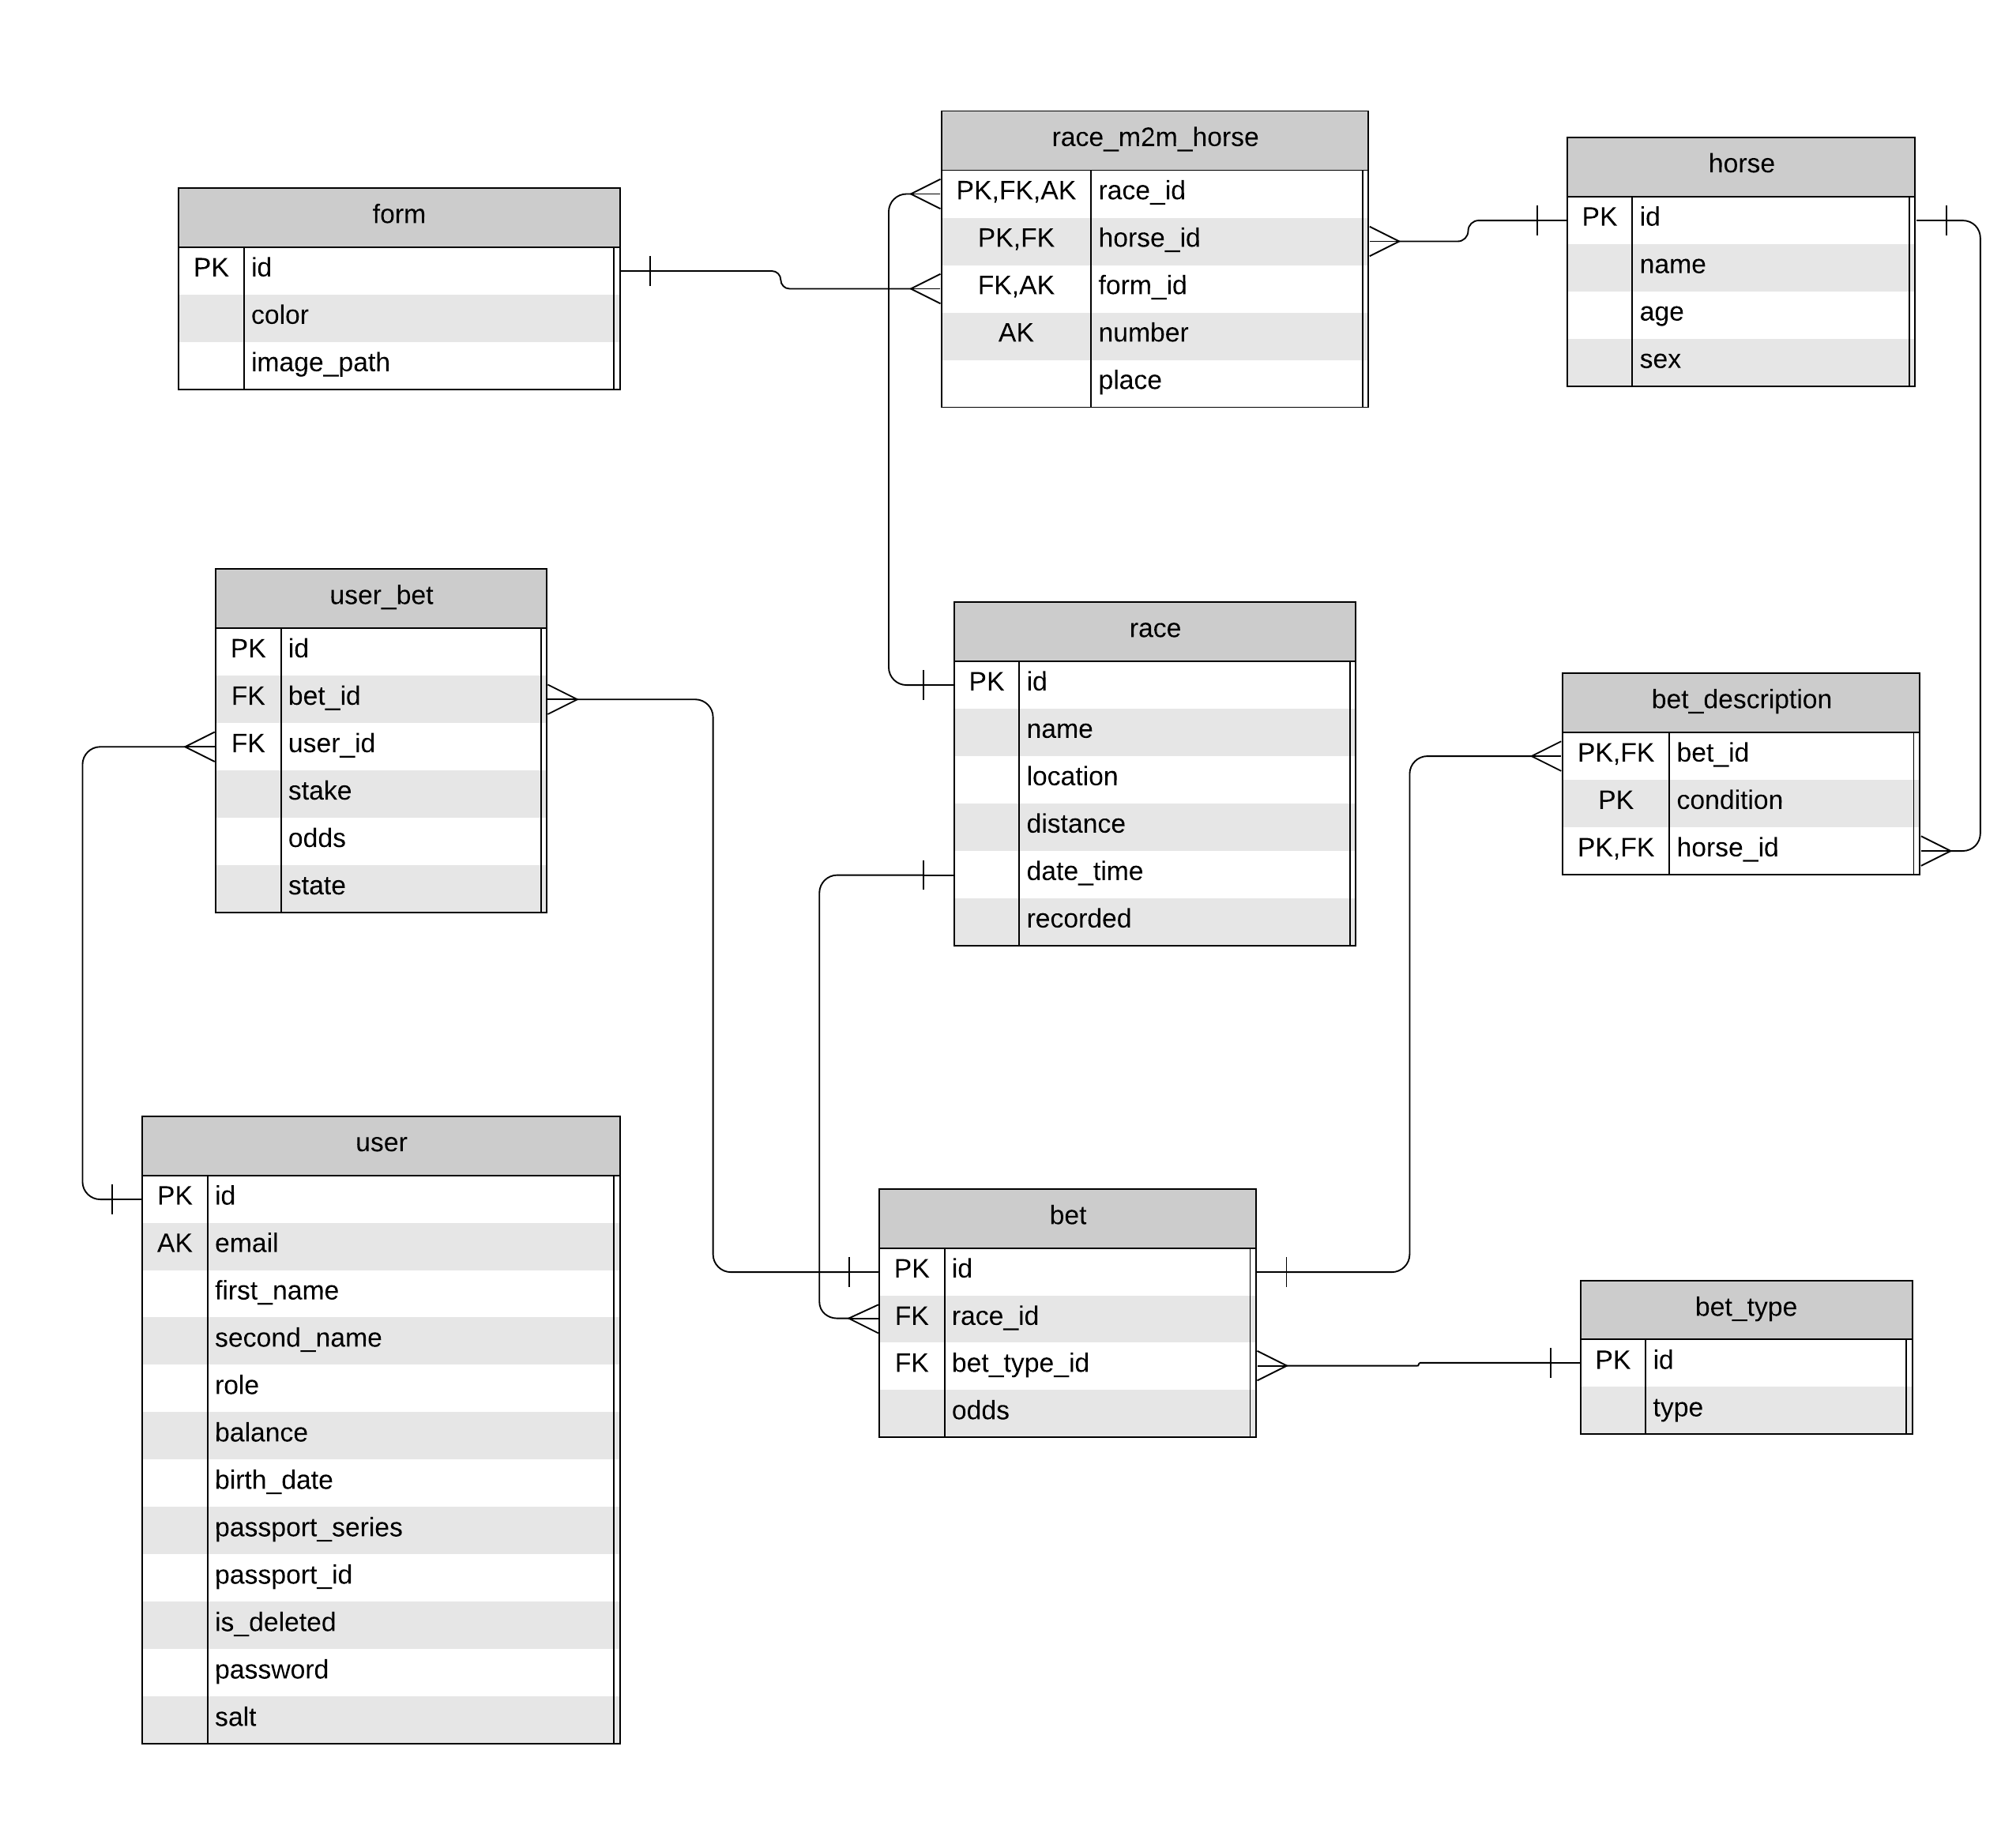 race_m2m_horse
PK,FK,AK race_id
PK,FK horse_id
FK,AK form_id
AK number
place
horse
PK id
name
age
sex
form
PK id
color
image_path
user_bet
PK id
FK bet_id
FK user_id
stake
odds
state
race
PK id
name
location
distance
date_time
recorded
bet_description
PK,FK bet_id
PK condition
PK,FK horse_id
user
PK id
AK email
first_name
second_name
role
balance
birth_date
passport_series
passport_id
is_deleted
password
salt
bet
PK id
FK race_id
FK bet_type_id
odds
bet_type
PK id
type